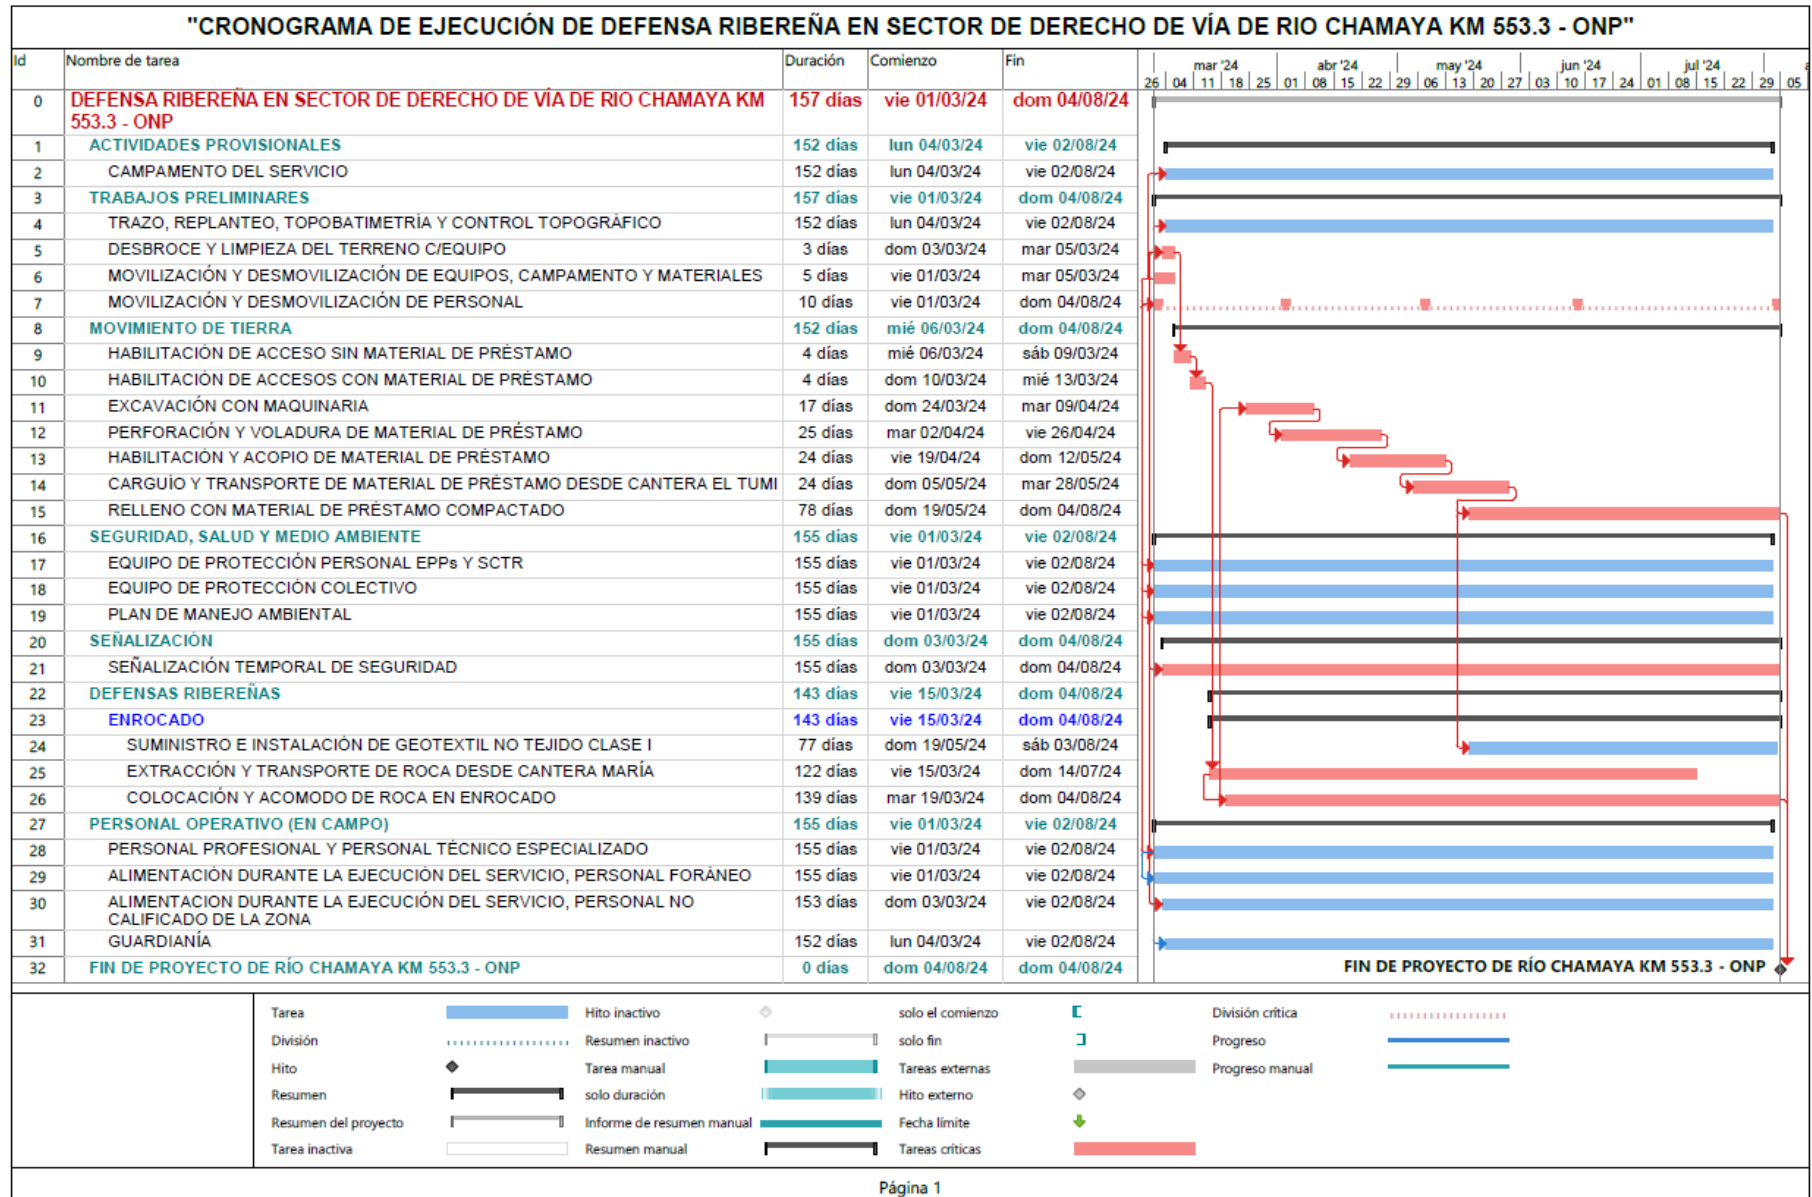 "CRONOGRAMA DE EJECUCIÓN DE DEFENSA RIBEREÑA EN SECTOR DE DERECHO DE VÍA DE RIO CHAMAYA KM 553.3 - ONP"
Id Nombre de tarea Duración Comienzo Fin
mar '24 abr '24 may '24 jun '24 jul '24 a
26 04 11 18 25 01 08 15 22 29 06 13 20 27 03 10 17 24 01 08 15 22 29 05
0 DEFENSA RIBEREÑA EN SECTOR DE DERECHO DE VÍA DE RIO CHAMAYA KM 157 días vie 01/03/24 dom 04/08/24
553.3 - ONP
1 ACTIVIDADES PROVISIONALES 152 días lun 04/03/24 vie 02/08/24
2 CAMPAMENTO DEL SERVICIO 152 días lun 04/03/24 vie 02/08/24
3 TRABAJOS PRELIMINARES 157 días vie 01/03/24 dom 04/08/24
4 TRAZO, REPLANTEO, TOPOBATIMETRÍA Y CONTROL TOPOGRÁFICO 152 días lun 04/03/24 vie 02/08/24
5 DESBROCE Y LIMPIEZA DEL TERRENO C/EQUIPO 3 días dom 03/03/24 mar 05/03/24
6 MOVILIZACIÓN Y DESMOVILIZACIÓN DE EQUIPOS, CAMPAMENTO Y MATERIALES 5 días vie 01/03/24 mar 05/03/24
7 MOVILIZACIÓN Y DESMOVILIZACIÓN DE PERSONAL 10 días vie 01/03/24 dom 04/08/24
8 MOVIMIENTO DE TIERRA 152 días mié 06/03/24 dom 04/08/24
9 HABILITACIÓN DE ACCESO SIN MATERIAL DE PRÉSTAMO 4 días mié 06/03/24 sáb 09/03/24
10 HABILITACIÓN DE ACCESOS CON MATERIAL DE PRÉSTAMO 4 días dom 10/03/24 mié 13/03/24
11 EXCAVACIÓN CON MAQUINARIA 17 días dom 24/03/24 mar 09/04/24
12 PERFORACIÓN Y VOLADURA DE MATERIAL DE PRÉSTAMO 25 días mar 02/04/24 vie 26/04/24
13 HABILITACIÓN Y ACOPIO DE MATERIAL DE PRÉSTAMO 24 días vie 19/04/24 dom 12/05/24
14 CARGUÍO Y TRANSPORTE DE MATERIAL DE PRÉSTAMO DESDE CANTERA EL TUMI 24 días dom 05/05/24 mar 28/05/24
15 RELLENO CON MATERIAL DE PRÉSTAMO COMPACTADO 78 días dom 19/05/24 dom 04/08/24
16 SEGURIDAD, SALUD Y MEDIO AMBIENTE 155 días vie 01/03/24 vie 02/08/24
17 EQUIPO DE PROTECCIÓN PERSONAL EPPs Y SCTR 155 días vie 01/03/24 vie 02/08/24
18 EQUIPO DE PROTECCIÓN COLECTIVO 155 días vie 01/03/24 vie 02/08/24
19 PLAN DE MANEJO AMBIENTAL 155 días vie 01/03/24 vie 02/08/24
20 SEÑALIZACIÓN 155 días dom 03/03/24 dom 04/08/24
21 SEÑALIZACIÓN TEMPORAL DE SEGURIDAD 155 días dom 03/03/24 dom 04/08/24
22 DEFENSAS RIBEREÑAS 143 días vie 15/03/24 dom 04/08/24
23 ENROCADO 143 días vie 15/03/24 dom 04/08/24
24 SUMINISTRO E INSTALACIÓN DE GEOTEXTIL NO TEJIDO CLASE I 77 días dom 19/05/24 sáb 03/08/24
25 EXTRACCIÓN Y TRANSPORTE DE ROCA DESDE CANTERA MARÍA 122 días vie 15/03/24 dom 14/07/24
26 COLOCACIÓN Y ACOMODO DE ROCA EN ENROCADO 139 días mar 19/03/24 dom 04/08/24
27 PERSONAL OPERATIVO (EN CAMPO) 155 días vie 01/03/24 vie 02/08/24
28 PERSONAL PROFESIONAL Y PERSONAL TÉCNICO ESPECIALIZADO 155 días vie 01/03/24 vie 02/08/24
29 ALIMENTACIÓN DURANTE LA EJECUCIÓN DEL SERVICIO, PERSONAL FORÁNEO 155 días vie 01/03/24 vie 02/08/24
30 ALIMENTACION DURANTE LA EJECUCIÓN DEL SERVICIO, PERSONAL NO 153 días dom 03/03/24 vie 02/08/24
CALIFICADO DE LA ZONA
31 GUARDIANÍA 152 días lun 04/03/24 vie 02/08/24
32 FIN DE PROYECTO DE RÍO CHAMAYA KM 553.3 - ONP 0 días dom 04/08/24 dom 04/08/24 FIN DE PROYECTO DE RÍO CHAMAYA KM 553.3 - ONP
Tarea Hito inactivo solo el comienzo División crítica
División Resumen inactivo solo fin Progreso
Hito Tarea manual Tareas externas Progreso manual
Resumen solo duración Hito externo
Resumen del proyecto Informe de resumen manual Fecha límite
Tarea inactiva Resumen manual Tareas críticas
Página 1